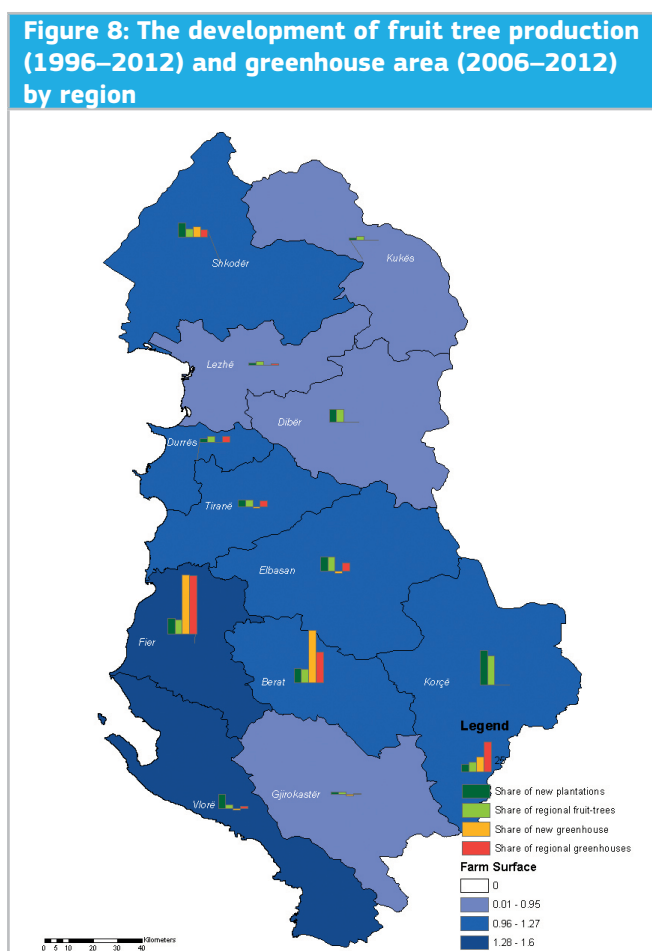 Figure 8: The development of fruit tree production
(1996–2012) and greenhouse area (2006–2012)
by region
Shkodër
Kukës
Lezhë
Dibër
Durrës
Tiranë
Elbasan
Fier
Berat
Korçë
Vlorë
Gjirokastër
Legend
Share of new plantations
Share of regional fruit-trees
Share of new greenhouse
Share of regional greenhouses
Farm Surface
0
0.01 - 0.95
0.96 - 1.27
1.28 - 1.6
Kilometers
0 5 10 20 30 40